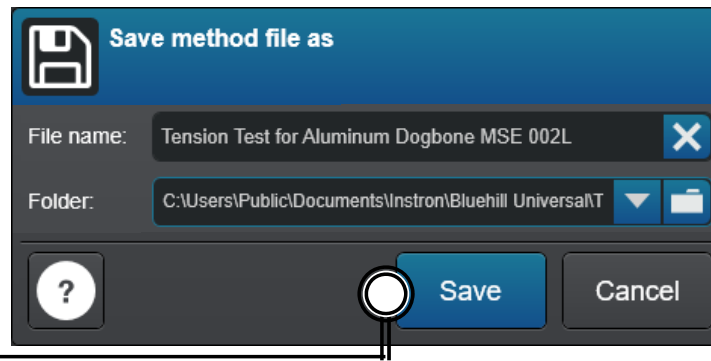 Save method file as
File name: Tension Test for Aluminum Dogbone MSE 002L
Folder: C:\Users\Public\Documents\Instron\Bluehill Universal\T
? Save Cancel